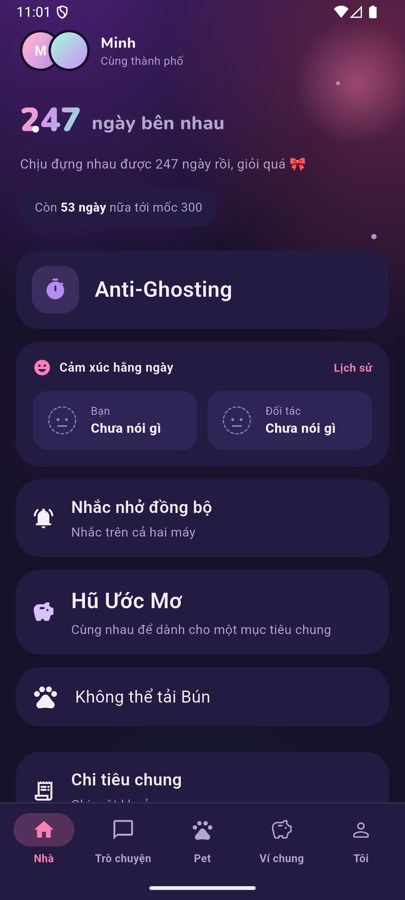 11:01
M
Minh
Cùng thành phố
247 ngày bên nhau
Chịu đựng nhau được 247 ngày rồi, giỏi quá 🎀
Còn 53 ngày nữa tới mốc 300
Anti-Ghosting
Cảm xúc hằng ngày
Lịch sử
Bạn
Chưa nói gì
Đối tác
Chưa nói gì
Nhắc nhở đồng bộ
Nhắc trên cả hai máy
Hũ Ước Mơ
Cùng nhau để dành cho một mục tiêu chung
Không thể tải Bún
Chi tiêu chung
Nhà
Trò chuyện
Pet
Ví chung
Tôi